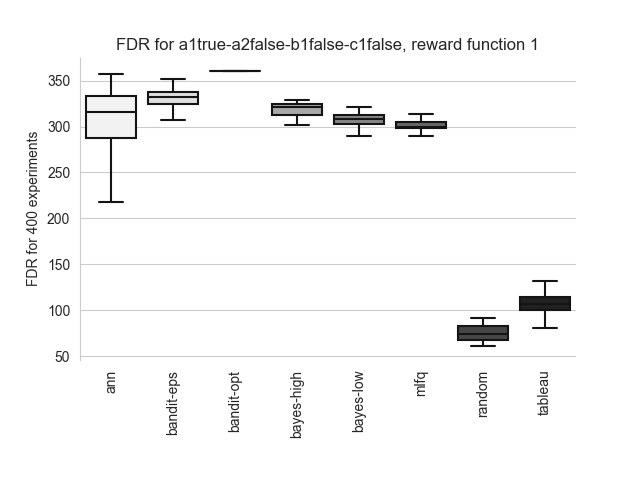 FDR for a1true-a2false-b1false-c1false, reward function 1
FDR for 400 experiments
350
300
250
200
150
100
50
ann
bandit-eps
bandit-opt
bayes-high
bayes-low
mlfq
random
tableau